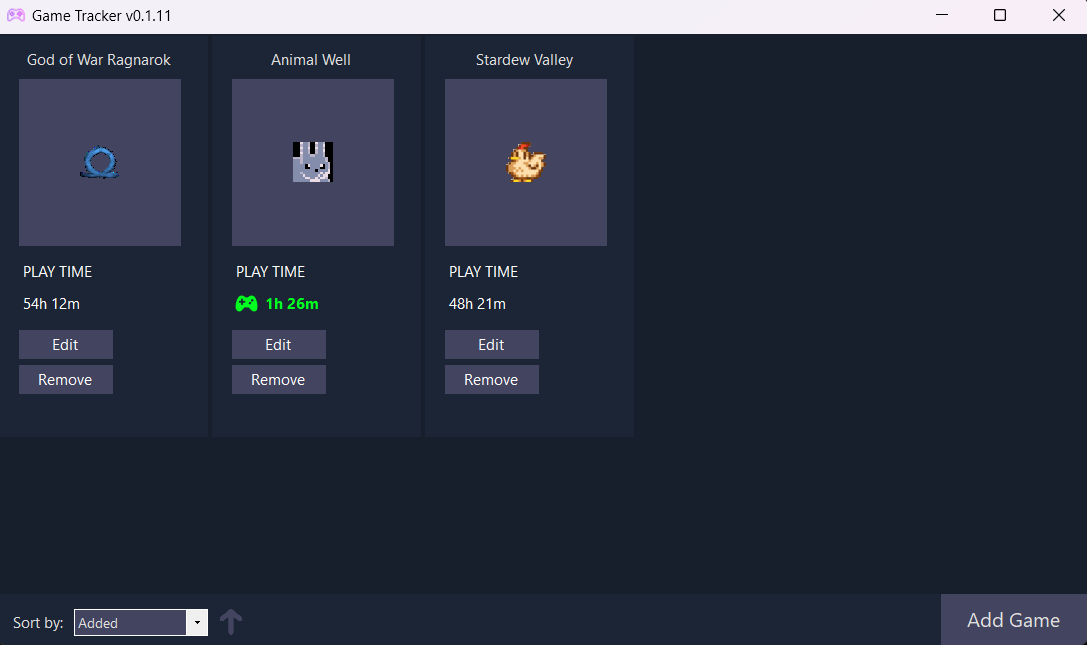 Game Tracker v0.1.11
God of War Ragnarok
PLAY TIME
54h 12m
Edit
Remove
Animal Well
PLAY TIME
1h 26m
Edit
Remove
Stardew Valley
PLAY TIME
48h 21m
Edit
Remove
Sort by: Added
Add Game